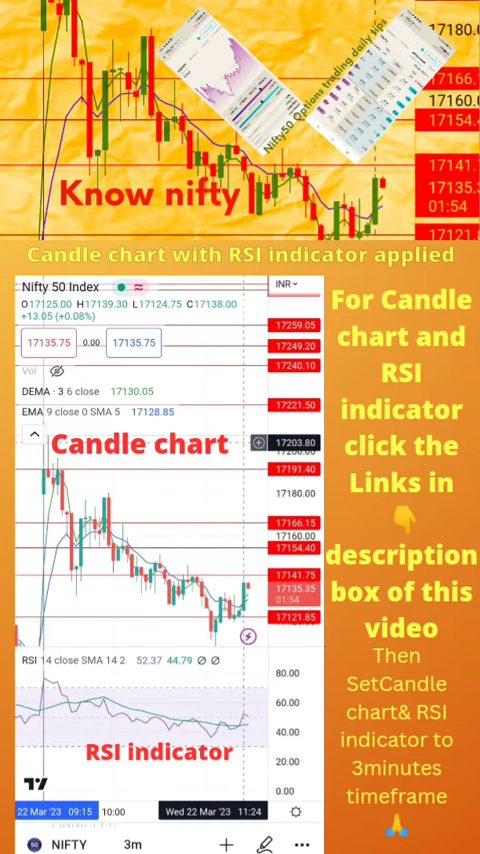 17180.0
17166.1
17160.0
17154.4
17141.7
17135.3
01:54
17121.8
Nifty50 Options trading daily tips
Know nifty
Candle chart with RSI indicator applied
Nifty 50 Index
INR
O17125.00 H17139.30 L17124.75 C17138.00
+13.05 (+0.08%)
17135.75 0.00 17135.75
Vol
DEMA · 3 6 close 17130.05
EMA 9 close 0 SMA 5 17128.85
Candle chart
17259.05
17249.20
17240.10
17221.50
17203.80
17200.00
17191.40
17180.00
17166.15
17160.00
17154.40
17141.75
17135.35
01:54
17121.85
RSI 14 close SMA 14 2 52.37 44.79 Ø Ø
80.00
60.00
40.00
20.00
0.00
RSI indicator
22 Mar '23 09:15 10:00 Wed 22 Mar '23 11:24
50 NIFTY 3m
For Candle
chart and
RSI
indicator
click the
Links in
👇
description
box of this
video
Then
SetCandle
chart& RSI
indicator to
3minutes
timeframe
🙏